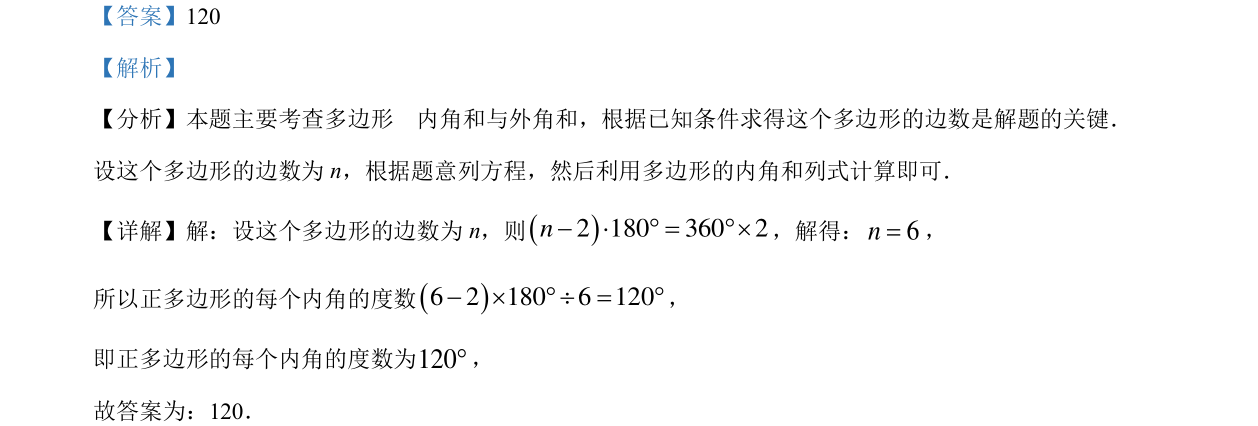 【答案】120
【解析】
【分析】本题主要考查多边形 内角和与外角和，根据已知条件求得这个多边形的边数是解题的关键．
设这个多边形的边数为 n，根据题意列方程，然后利用多边形的内角和列式计算即可．
【详解】解：设这个多边形的边数为 n，则(n−2)·180°=360°×2，解得：n=6，
所以正多边形的每个内角的度数(6−2)×180°÷6=120°，
即正多边形的每个内角的度数为120°，
故答案为：120．